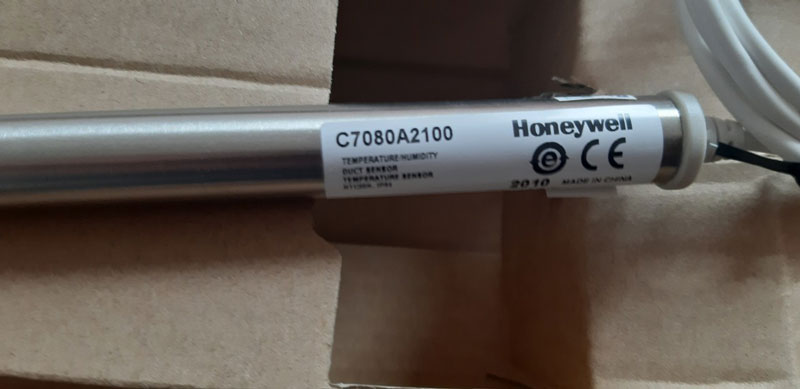 C7080A2100
Honeywell
TEMPERATURE/HUMIDITY
DUCT SENSOR
TEMPERATURE SENSOR
e CE
2010 MADE IN CHINA